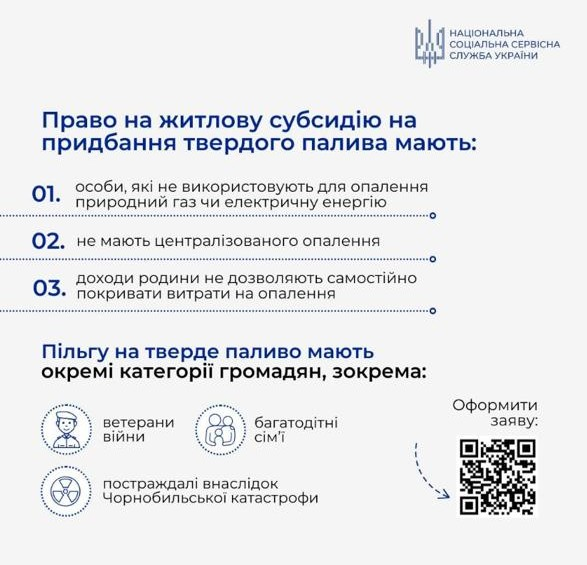 НАЦІОНАЛЬНА
СОЦІАЛЬНА СЕРВІСНА
СЛУЖБА УКРАЇНИ
Право на житлову субсидію на
придбання твердого палива мають:
01. особи, які не використовують для опалення
природний газ чи електричну енергію
02. не мають централізованого опалення
03. доходи родини не дозволяють самостійно
покривати витрати на опалення
Пільгу на тверде паливо мають
окремі категорії громадян, зокрема:
ветерани
війни
багатодітні
сім’ї
постраждалі внаслідок
Чорнобильської катастрофи
Оформити
заяву: